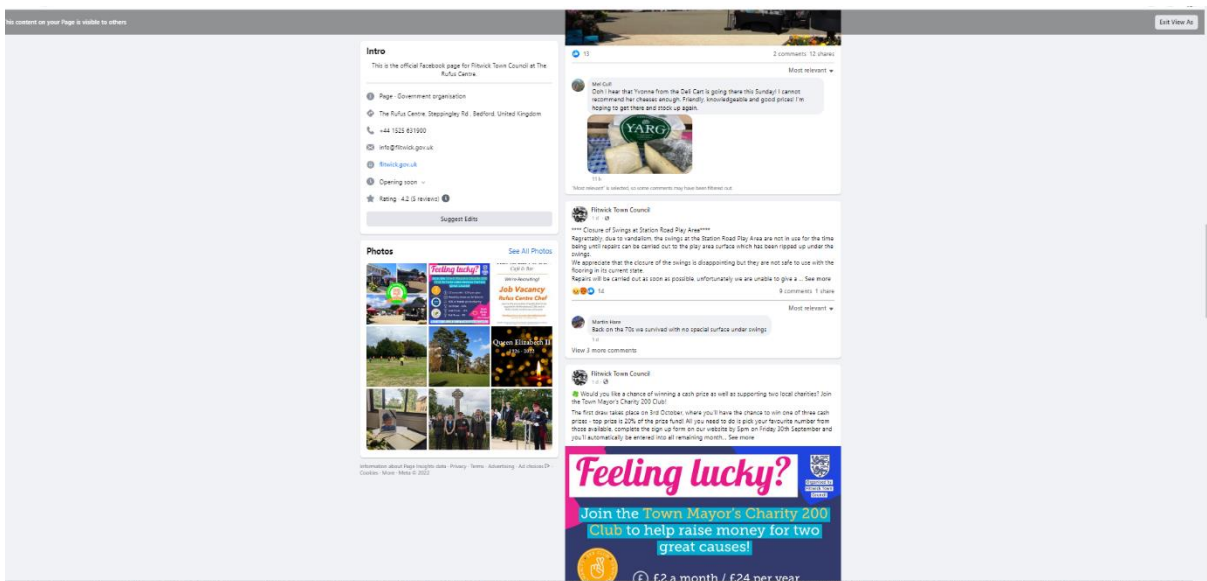 This content on your Page is visible to others
Exit View As
Intro
This is the official Facebook page for Flitwick Town Council at The
Rufus Centre.
Page · Government organisation
The Rufus Centre, Steppingley Rd , Bedford, United Kingdom
+44 1525 631900
info@flitwick.gov.uk
flitwick.gov.uk
Opening soon
Rating · 4.2 (5 reviews)
Suggest Edits
Photos
See All Photos
Feeling lucky?
We're Recruiting!
Job Vacancy
Rufus Centre Chef
Queen Elizabeth II
1926 - 2022
Information about Page Insights data · Privacy · Terms · Advertising · Ad choices ·
Cookies · More · Meta © 2022
13
2 comments 12 shares
Most relevant
Mel Cull
Ooh I hear that Yvonne from the Deli Cart is going there this Sunday! I cannot
recommend her cheeses enough. Friendly, knowledgeable and good prices! I'm
hoping to get there and stock up again.
YARG
11 h
"Most relevant" is selected, so some comments may have been filtered out.
Flitwick Town Council
1 d
**** Closure of Swings at Station Road Play Area****
Regrettably, due to vandalism, the swings at the Station Road Play Area are not in use for the time
being until repairs can be carried out to the play area surface which has been ripped up under the
swings.
We appreciate that the closure of the swings is disappointing but they are not safe to use with the
flooring in its current state.
Repairs will be carried out as soon as possible, unfortunately we are unable to give a ... See more
14
9 comments 1 share
Most relevant
Martin Hare
Back on the 70s we survived with no special surface under swings
1 d
View 3 more comments
Flitwick Town Council
1 d
Would you like a chance of winning a cash prize as well as supporting two local charities? Join
the Town Mayor's Charity 200 Club!
The first draw takes place on 3rd October, where you'll have the chance to win one of three cash
prizes - top prize is 20% of the prize fund! All you need to do is pick your favourite number from
those available, complete the sign up form on our website by 5pm on Friday 30th September and
you'll automatically be entered into all remaining month... See more
Feeling lucky?
Organised by
Flitwick Town
Council
Join the Town Mayor's Charity 200
Club to help raise money for two
great causes!
£2 a month / £24 per year